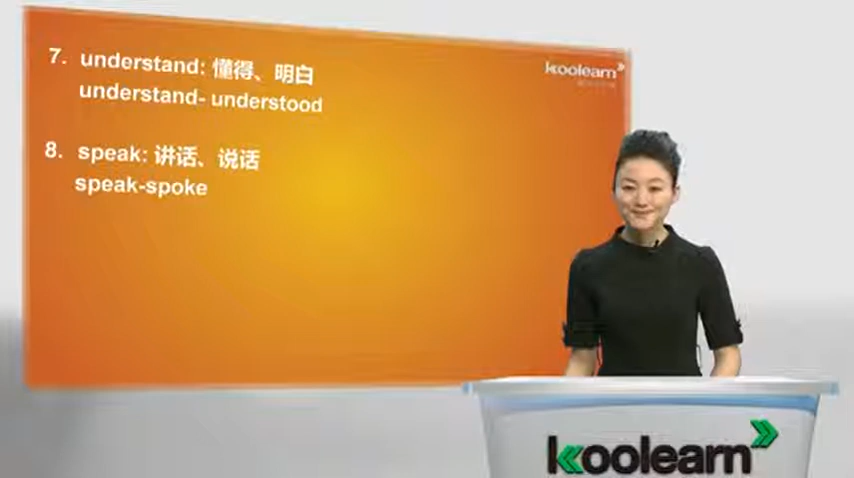 7. understand: 懂得、明白
understand- understood
8. speak: 讲话、说话
speak-spoke
koolearn
koolearn